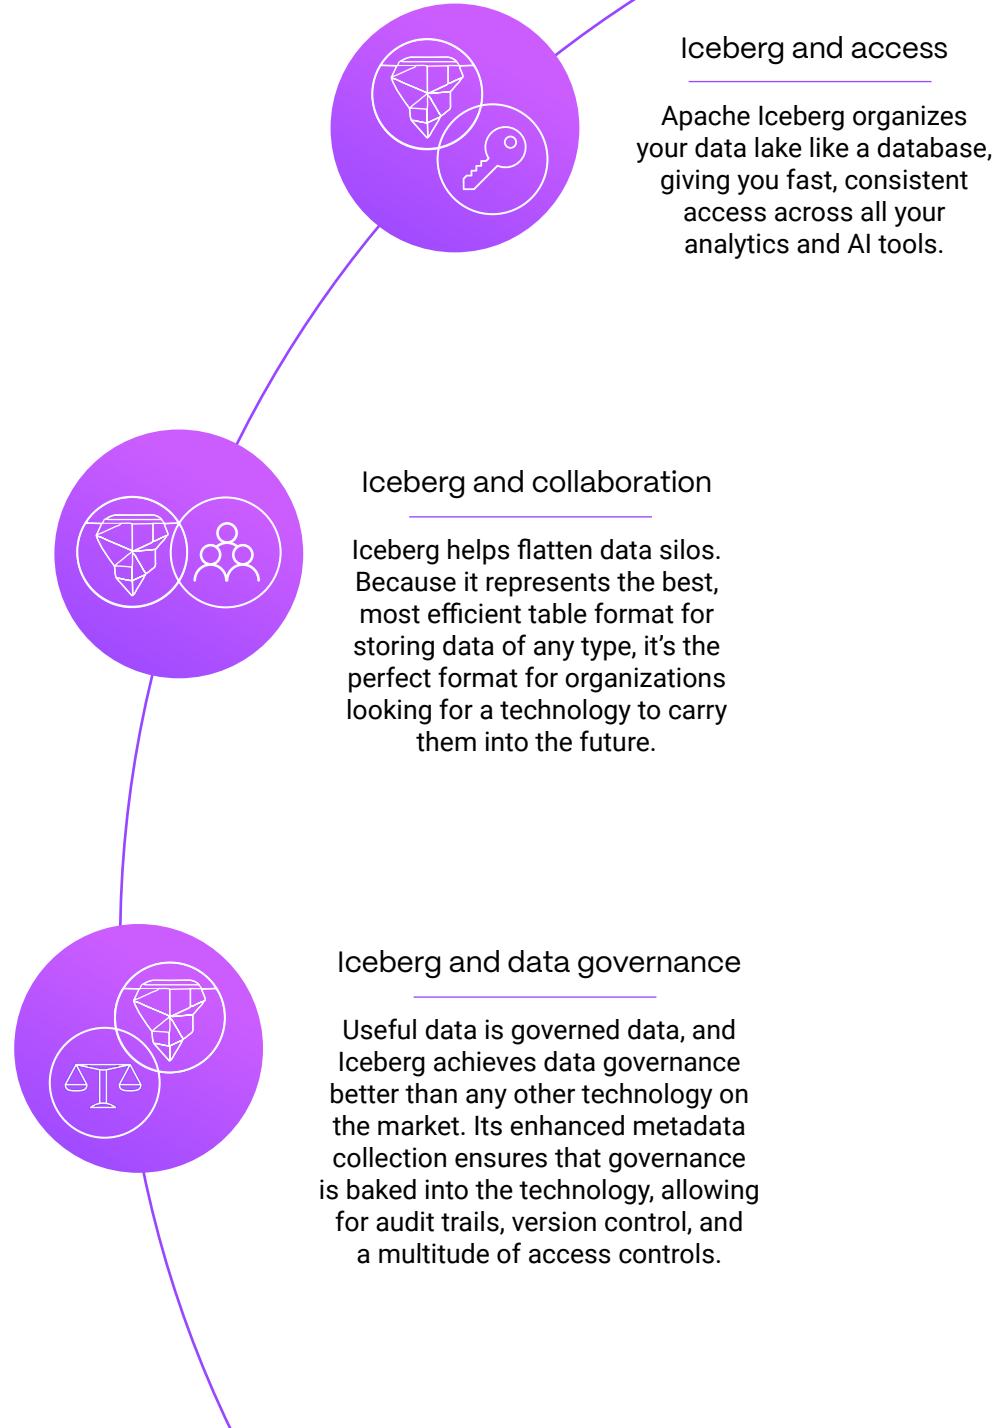 Iceberg and access
Apache Iceberg organizes
your data lake like a database,
giving you fast, consistent
access across all your
analytics and AI tools.
Iceberg and collaboration
Iceberg helps flatten data silos.
Because it represents the best,
most efficient table format for
storing data of any type, it’s the
perfect format for organizations
looking for a technology to carry
them into the future.
Iceberg and data governance
Useful data is governed data, and
Iceberg achieves data governance
better than any other technology on
the market. Its enhanced metadata
collection ensures that governance
is baked into the technology, allowing
for audit trails, version control, and
a multitude of access controls.